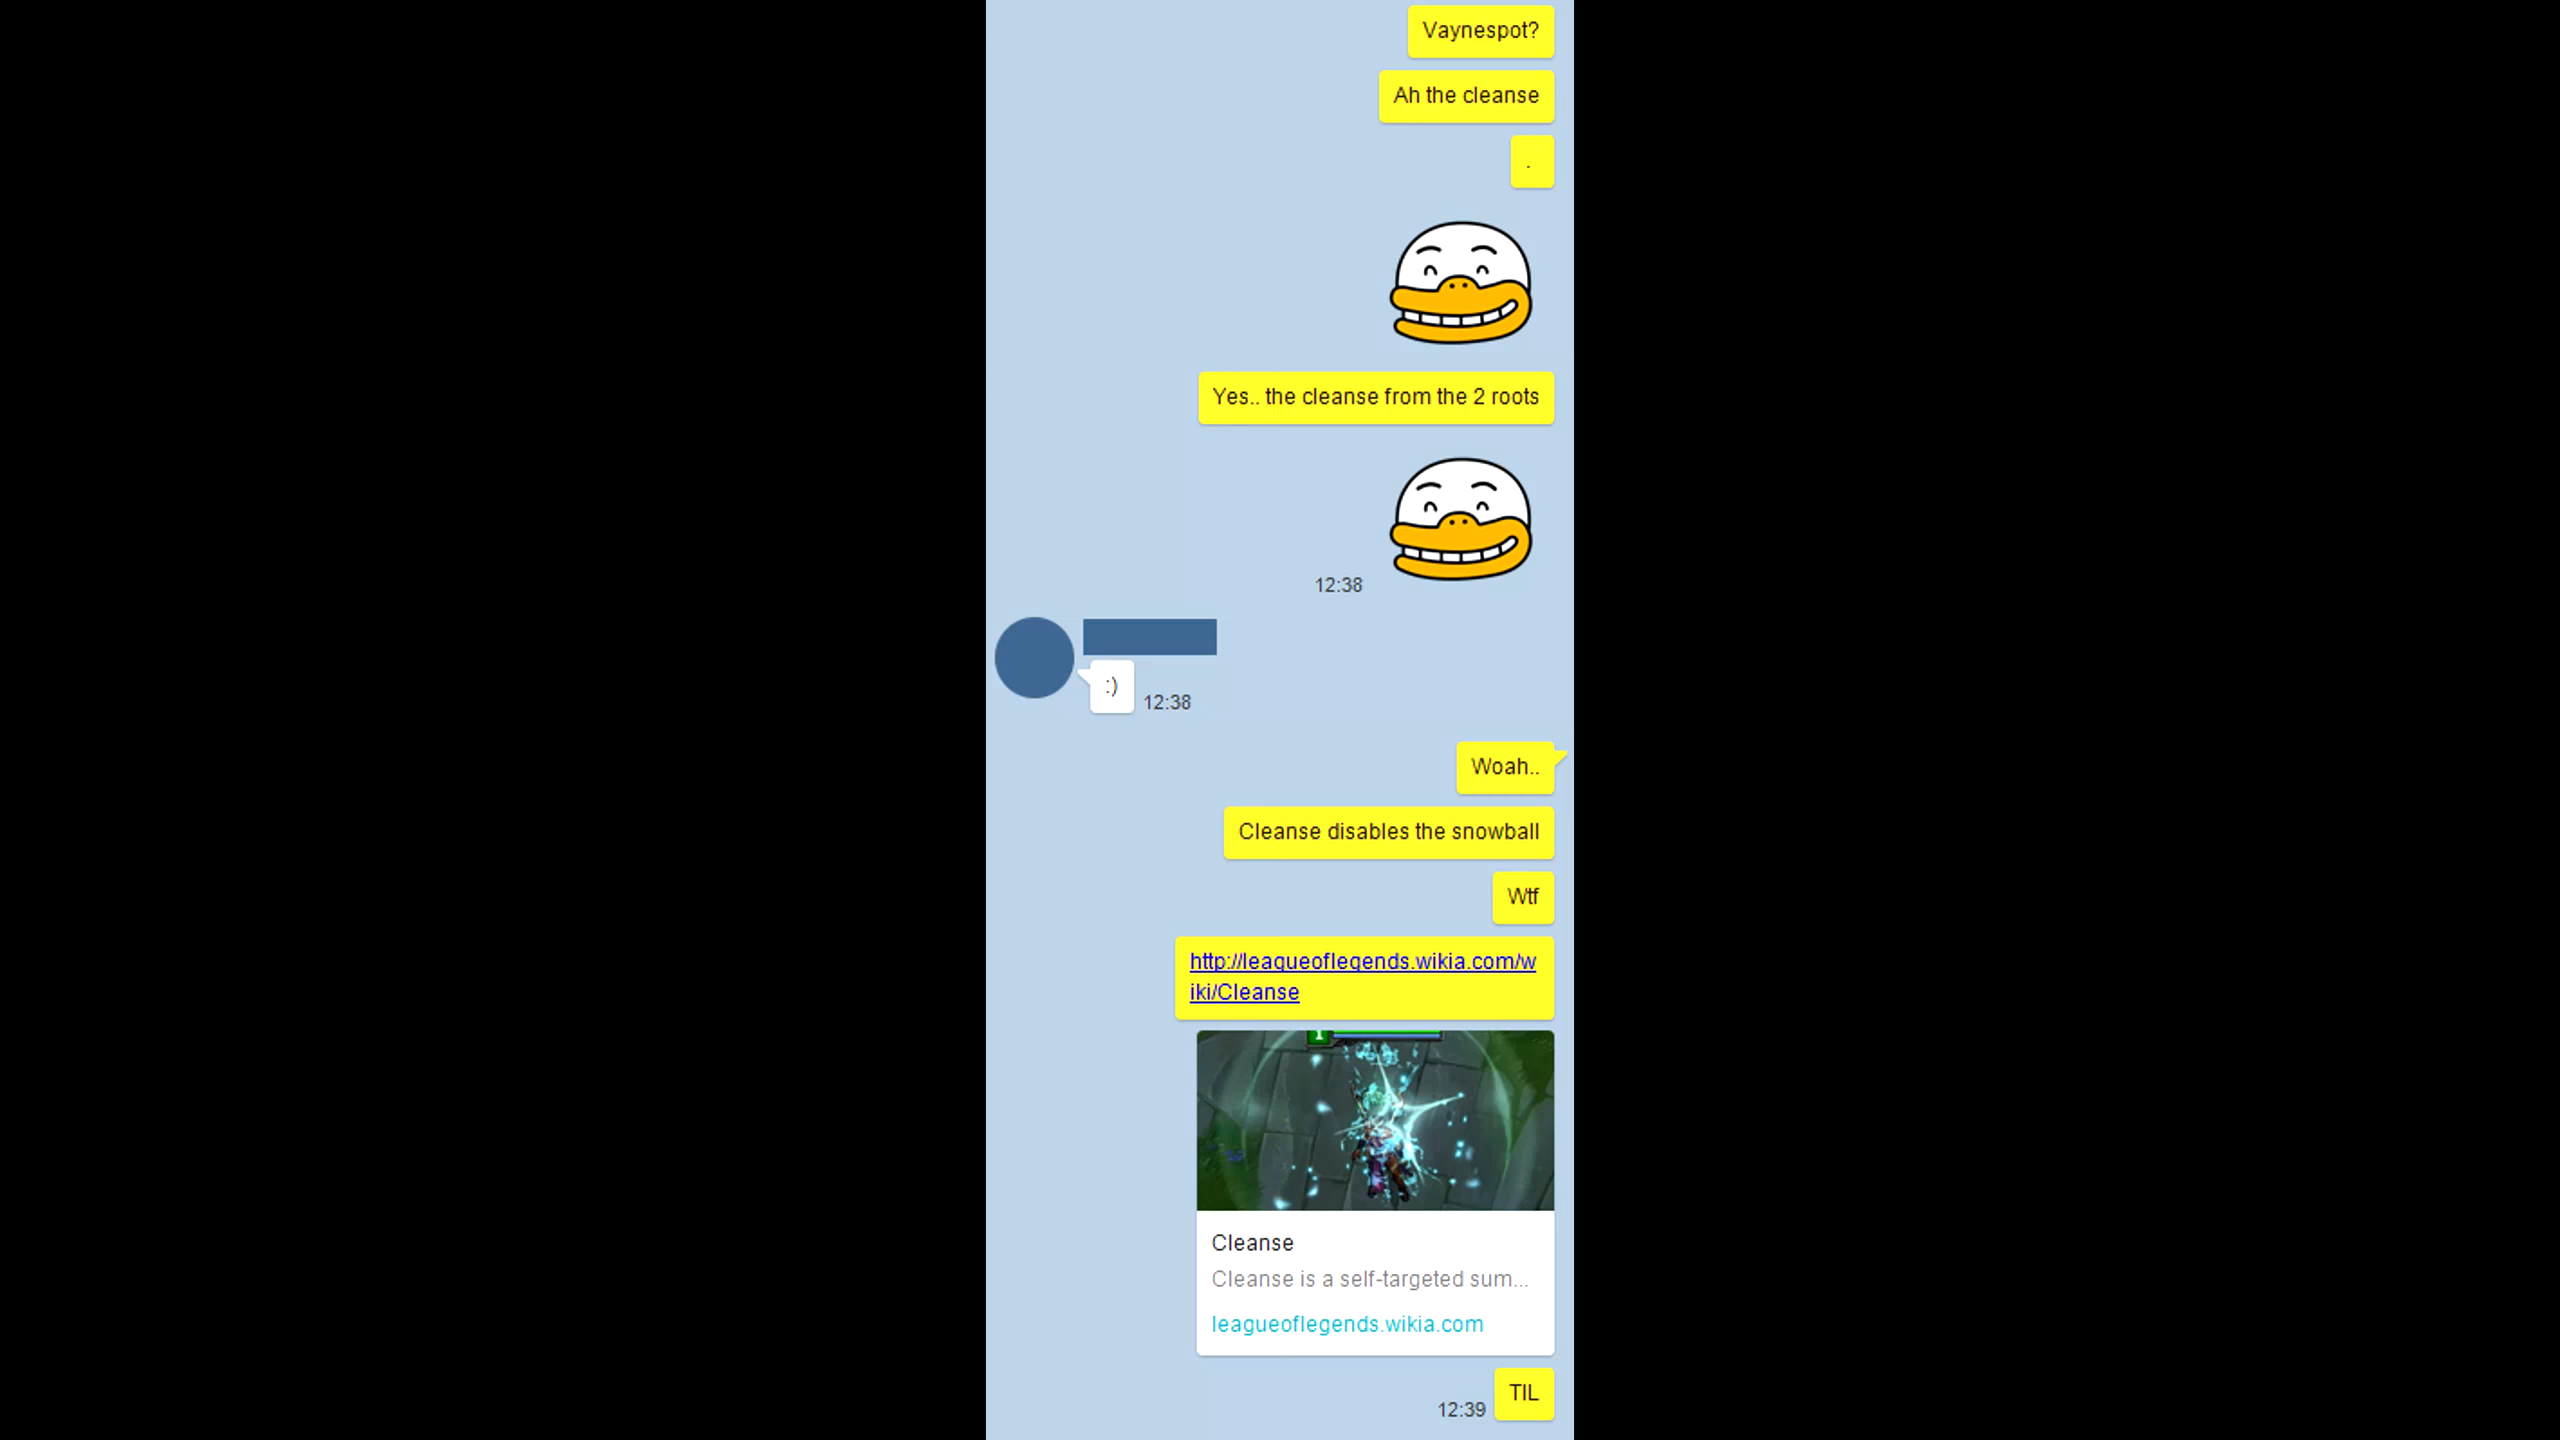 Vaynespot?
Ah the cleanse
.
Yes.. the cleanse from the 2 roots
12:38
:)
12:38
Woah..
Cleanse disables the snowball
Wtf
http://leagueoflegends.wikia.com/w
iki/Cleanse
1
Cleanse
Cleanse is a self-targeted sum...
leagueoflegends.wikia.com
TIL
12:39